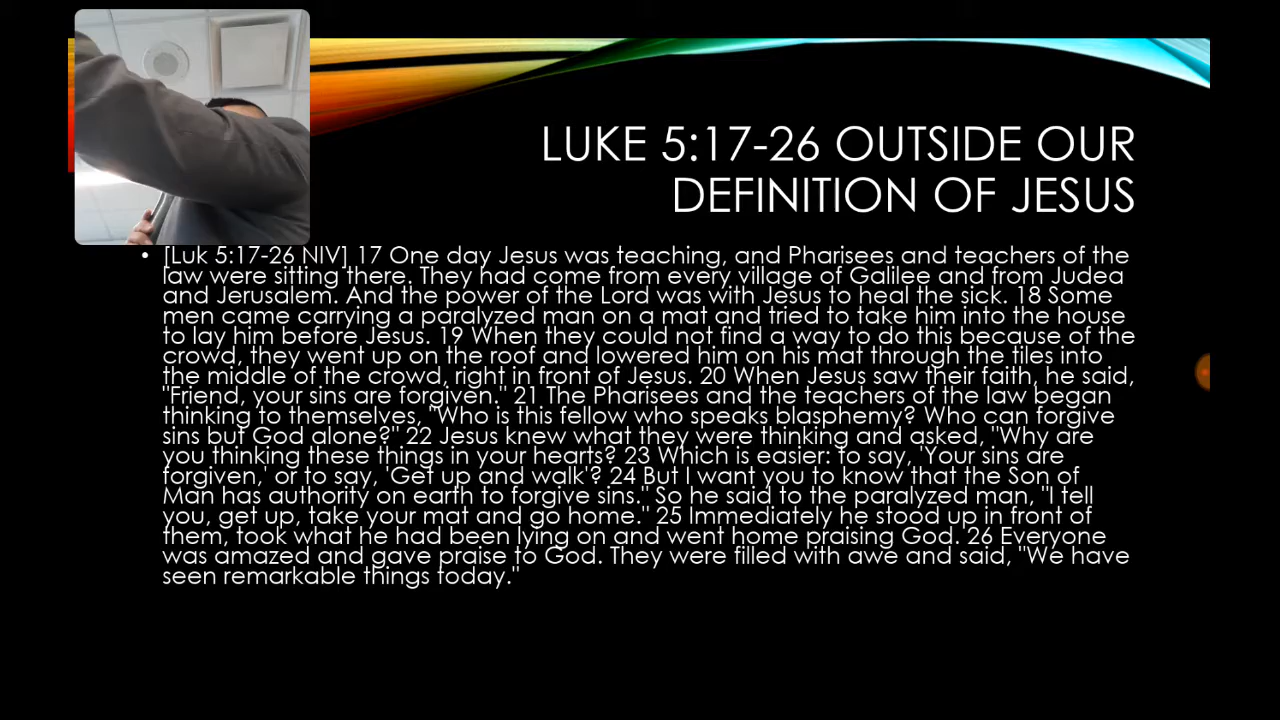 LUKE 5:17-26 OUTSIDE OUR
DEFINITION OF JESUS
• [Luk 5:17-26 NIV] 17 One day Jesus was teaching, and Pharisees and teachers of the
law were sitting there. They had come from every village of Galilee and from Judea
and Jerusalem. And the power of the Lord was with Jesus to heal the sick. 18 Some
men came carrying a paralyzed man on a mat and tried to take him into the house
to lay him before Jesus. 19 When they could not find a way to do this because of the
crowd, they went up on the roof and lowered him on his mat through the tiles into
the middle of the crowd, right in front of Jesus. 20 When Jesus saw their faith, he said,
"Friend, your sins are forgiven." 21 The Pharisees and the teachers of the law began
thinking to themselves, "Who is this fellow who speaks blasphemy? Who can forgive
sins but God alone?" 22 Jesus knew what they were thinking and asked, "Why are
you thinking these things in your hearts? 23 Which is easier: to say, 'Your sins are
forgiven,' or to say, 'Get up and walk'? 24 But I want you to know that the Son of
Man has authority on earth to forgive sins." So he said to the paralyzed man, "I tell
you, get up, take your mat and go home." 25 Immediately he stood up in front of
them, took what he had been lying on and went home praising God. 26 Everyone
was amazed and gave praise to God. They were filled with awe and said, "We have
seen remarkable things today."